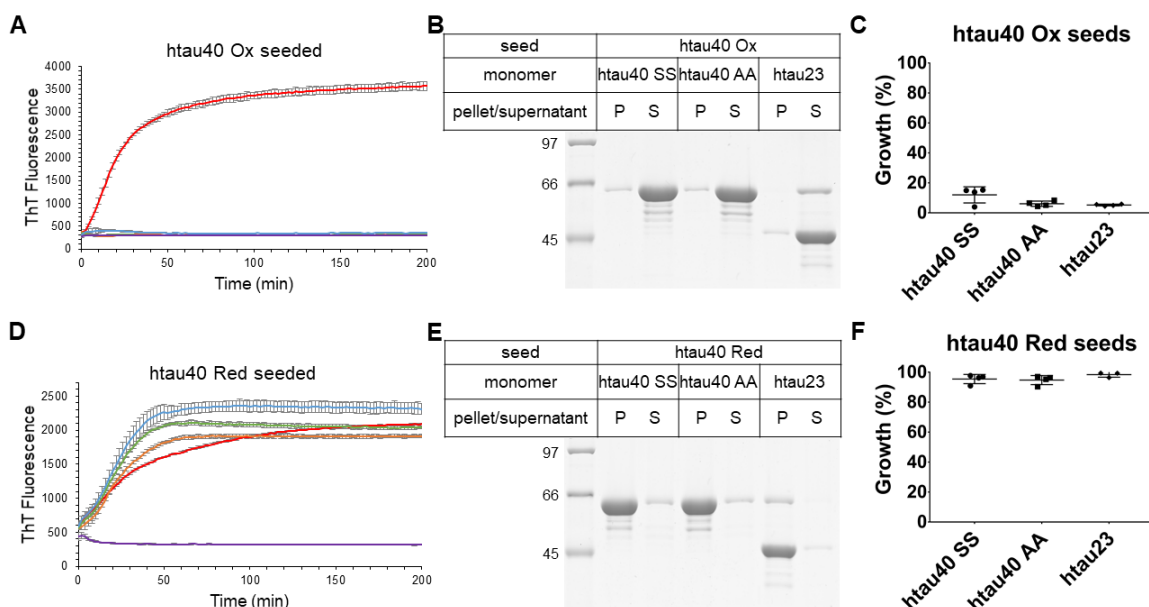 A
htau40 Ox seeded
ThT Fluorescence
4000
3500
3000
2500
2000
1500
1000
500
0
0 50 100 150 200
Time (min)
B
seed htau40 Ox
monomer htau40 SS htau40 AA htau23
pellet/supernatant P S P S P S
97
66
45
C
htau40 Ox seeds
Growth (%)
100
80
60
40
20
0
htau40 SS
htau40 AA
htau23
D
htau40 Red seeded
ThT Fluorescence
2500
2000
1500
1000
500
0
0 50 100 150 200
Time (min)
E
seed htau40 Red
monomer htau40 SS htau40 AA htau23
pellet/supernatant P S P S P S
97
66
45
F
htau40 Red seeds
Growth (%)
100
80
60
40
20
0
htau40 SS
htau40 AA
htau23